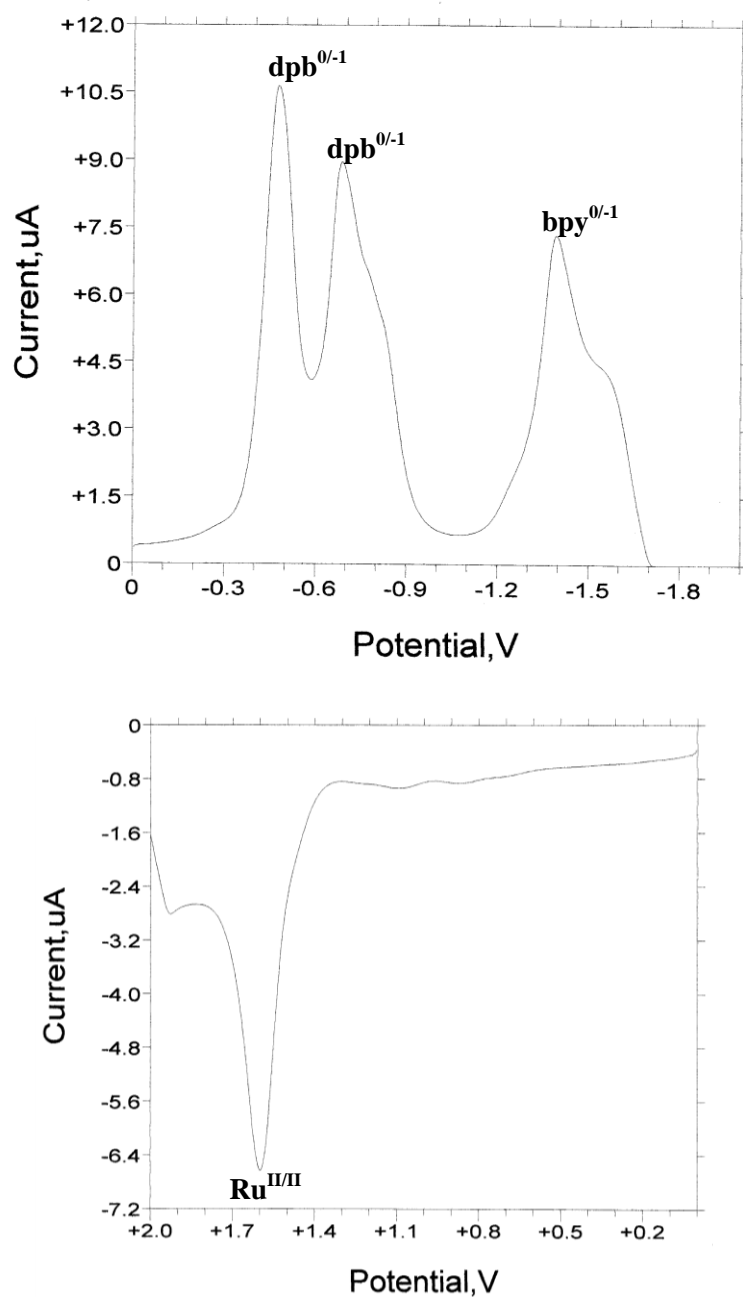 +12.0
dpb0/-1
+10.5
dpb0/-1
+9.0
bpy0/-1
+7.5
+6.0
+4.5
+3.0
+1.5
0
Current,uA
0 -0.3 -0.6 -0.9 -1.2 -1.5 -1.8
Potential,V
0
-0.8
-1.6
-2.4
-3.2
-4.0
-4.8
-5.6
-6.4
RuII/II
-7.2
Current,uA
+2.0 +1.7 +1.4 +1.1 +0.8 +0.5 +0.2
Potential,V